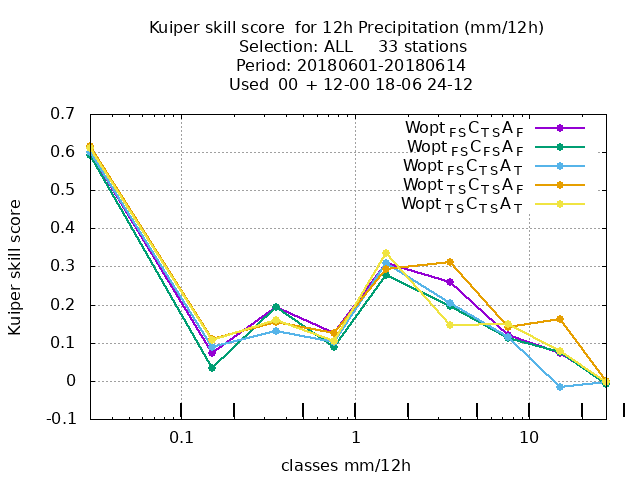 Kuiper skill score  for 12h Precipitation (mm/12h)
Selection: ALL     33 stations
Period: 20180601-20180614
Used  00 + 12-00 18-06 24-12
0.7
0.6
0.5
0.4
0.3
0.2
0.1
0
-0.1
Kuiper skill score
Wopt FS C TS A F
Wopt FS C FS A F
Wopt FS C TS A T
Wopt TS C TS A F
Wopt TS C TS A T
0.1 1 10
classes mm/12h